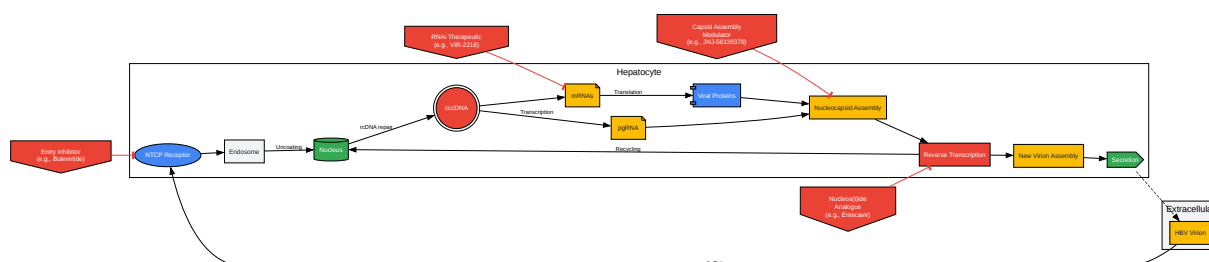 Capsid Assembly
Modulator
(e.g., JNJ-56136379)
RNAi Therapeutic
(e.g., VIR-2218)
Hepatocyte
mRNAs
Translation
Viral Proteins
cccDNA
Nucleocapsid Assembly
Transcription
pgRNA
rcDNA repair
Entry Inhibitor
(e.g., Bulevirtide)
NTCP Receptor
Endosome
Uncoating
Nucleus
Recycling
Reverse Transcription
New Virion Assembly
Secretion
Nucleos(t)ide
Analogue
(e.g., Entecavir)
Extracellula
HBV Virion